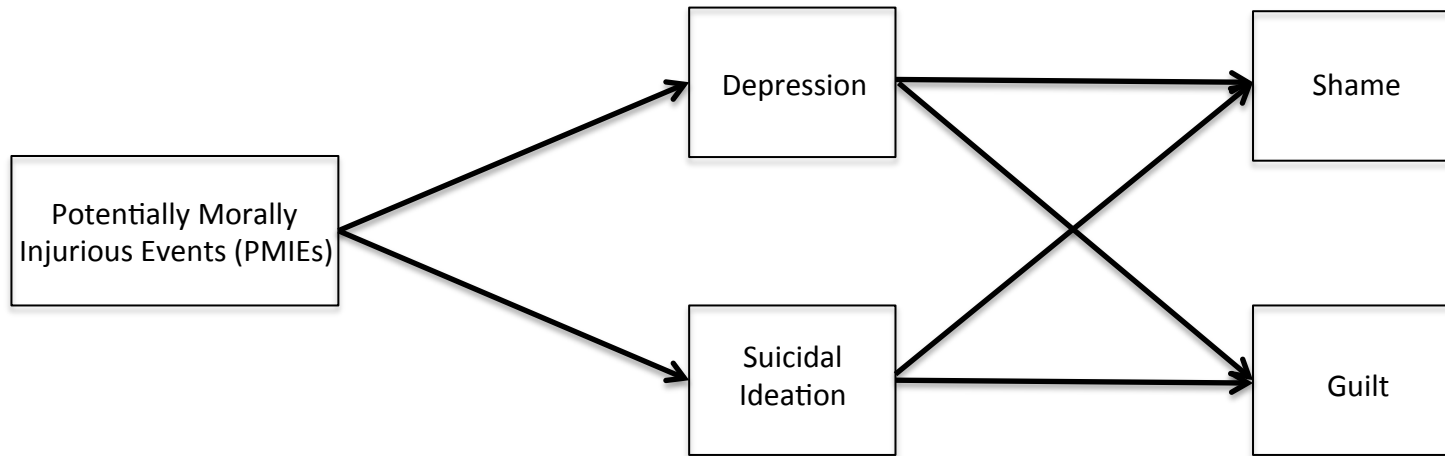 Depression
Shame
Potentially Morally
Injurious Events (PMIEs)
Suicidal
Ideation
Guilt